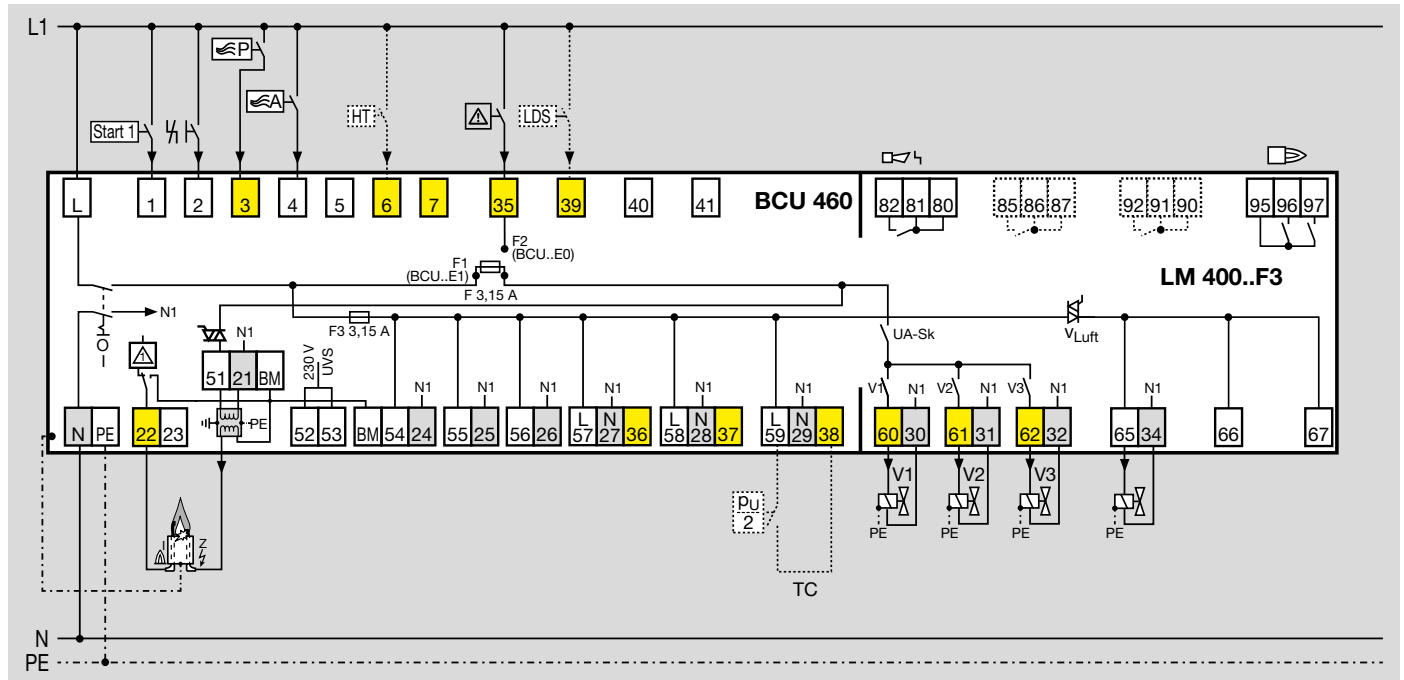 L1
P
A
Start 1
HT
LDS
L 1 2 3 4 5 6 7 35 39 40 41
BCU 460
82 81 80
85 86 87
92 91 90
95 96 97
LM 400..F3
F2
(BCU..E0)
F1
(BCU..E1)
F 3,15 A
N1
F3 3,15 A
UA-Sk
VLuft
O
I
1
N1
51 21 BM
230 V
UVS
PE
V1 N1 V2 N1 V3 N1
N1 N1 N1 N1 N1 N1 N1
N PE 22 23
52 53
BM 54 24
55 25
56 26
L N
57 27 36
L N
58 28 37
L N
59 29 38
60 30
61 31
62 32
65 34
66
67
V1 V2 V3
PE PE PE PE
pU
2
TC
I Z
N
PE